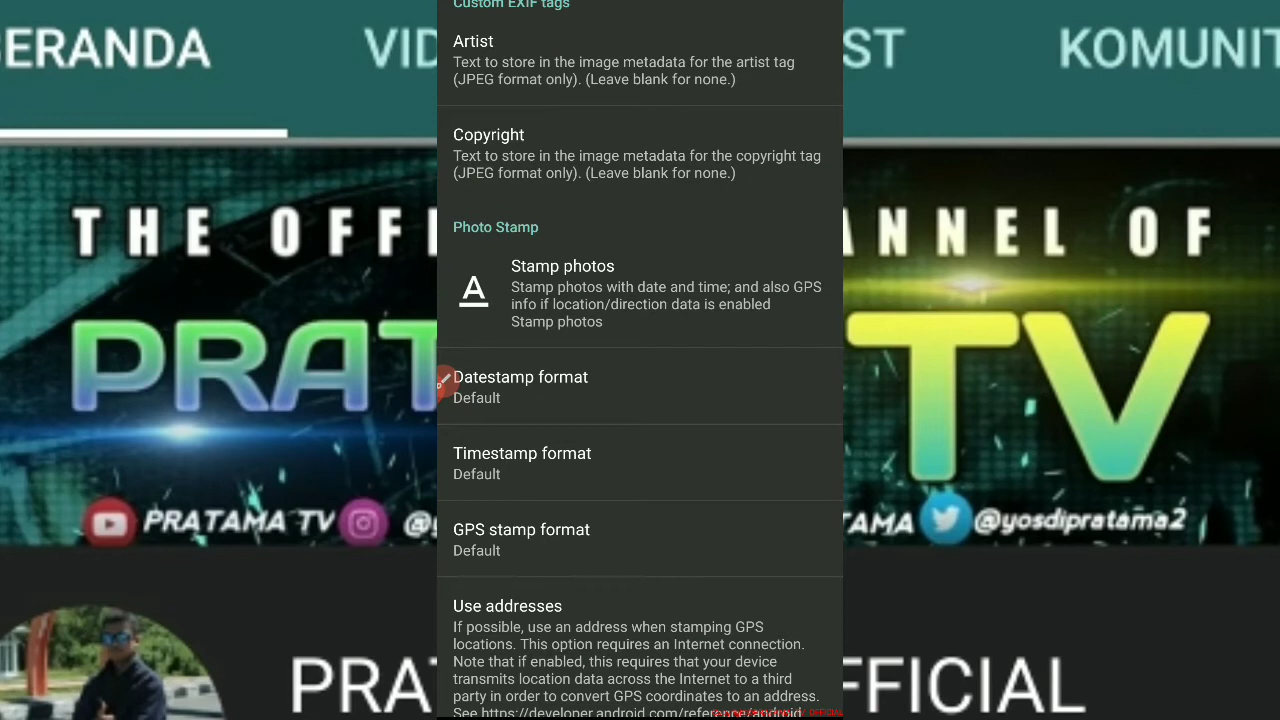 BERANDA
VID
ST
KOMUNIT
THE OFFI
ANNEL OF
PRAT
TV
PRATAMA TV
TAMA
@yosdipratama2
PRAT
FFICIAL
Custom EXIF tags
Artist
Text to store in the image metadata for the artist tag
(JPEG format only). (Leave blank for none.)
Copyright
Text to store in the image metadata for the copyright tag
(JPEG format only). (Leave blank for none.)
Photo Stamp
A
Stamp photos
Stamp photos with date and time; and also GPS
info if location/direction data is enabled
Stamp photos
Datestamp format
Default
Timestamp format
Default
GPS stamp format
Default
Use addresses
If possible, use an address when stamping GPS
locations. This option requires an Internet connection.
Note that if enabled, this requires that your device
transmits location data across the Internet to a third
party in order to convert GPS coordinates to an address.
See https://developer.android.com/reference/android